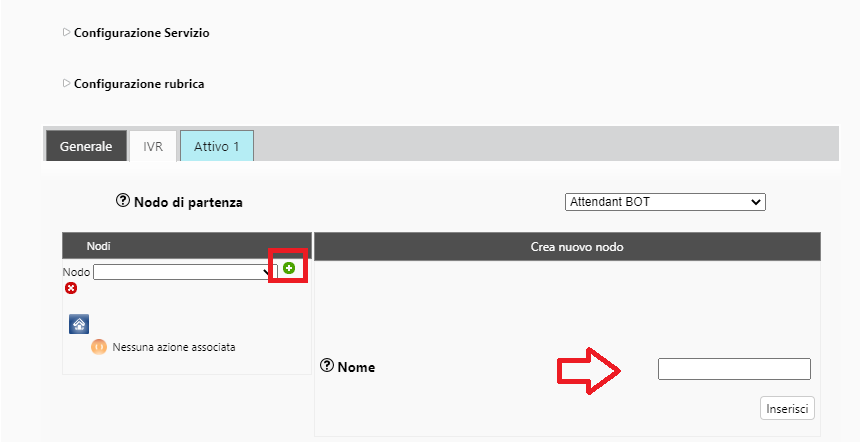 Configurazione Servizio
Configurazione rubrica
Generale IVR Attivo 1
Nodo di partenza Attendant BOT
Nodi Crea nuovo nodo
Nodo
Nessuna azione associata
Nome
Inserisci